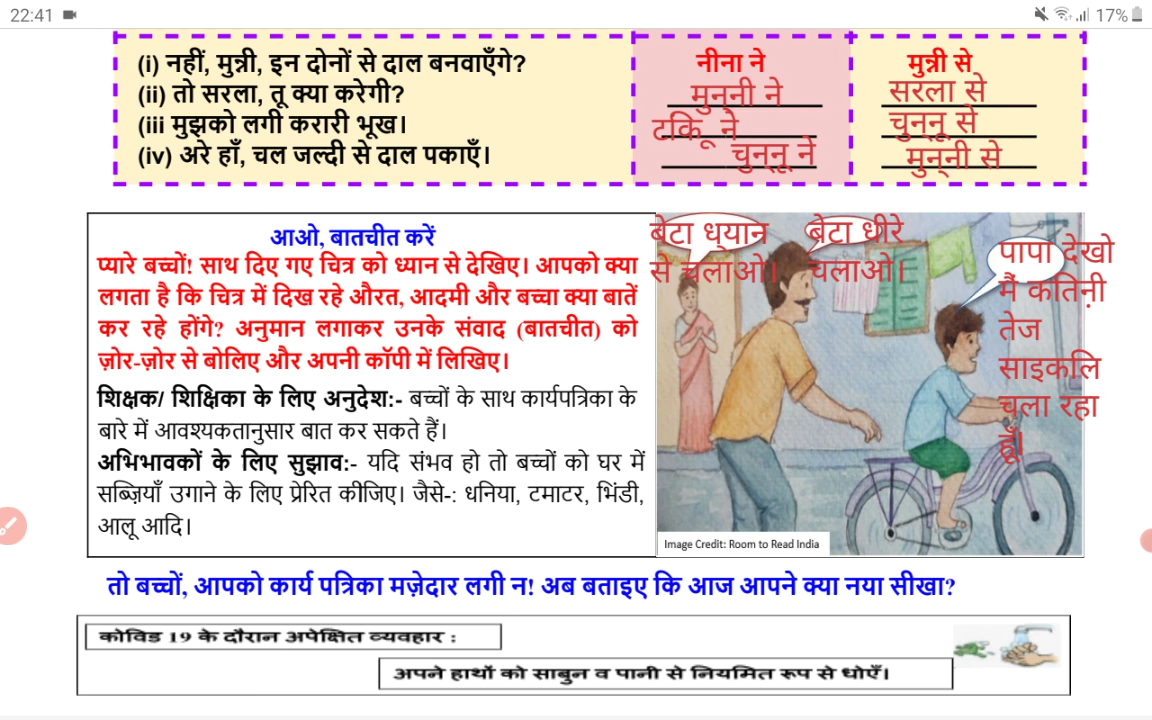 22:41
17%
(i) नहीं, मुन्नी, इन दोनों से दाल बनवाएँगे? नीना ने मुन्नी से
(ii) तो सरला, तू क्या करेगी? मुन्नी ने सरला से
(iii मुझको लगी करारी भूख। टिंकू ने चुन्नू से
(iv) अरे हाँ, चल जल्दी से दाल पकाएँ। चुन्नू ने मुन्नी से
आओ, बातचीत करें
प्यारे बच्चों! साथ दिए गए चित्र को ध्यान से देखिए। आपको क्या
लगता है कि चित्र में दिख रहे औरत, आदमी और बच्चा क्या बातें
कर रहे होंगे? अनुमान लगाकर उनके संवाद (बातचीत) को
ज़ोर-ज़ोर से बोलिए और अपनी कॉपी में लिखिए।
शिक्षक/ शिक्षिका के लिए अनुदेश:- बच्चों के साथ कार्यपत्रिका के
बारे में आवश्यकतानुसार बात कर सकते हैं।
अभिभावकों के लिए सुझाव:- यदि संभव हो तो बच्चों को घर में
सब्ज़ियाँ उगाने के लिए प्रेरित कीजिए। जैसे-: धनिया, टमाटर, भिंडी,
आलू आदि।
बेटा धयान
से चलाओ।
बेटा धीरे
चलाओ।
पापा देखो
मैं कितनी
तेज
साइकिल
चला रहा
हूँ।
Image Credit: Room to Read India
तो बच्चों, आपको कार्य पत्रिका मज़ेदार लगी न! अब बताइए कि आज आपने क्या नया सीखा?
कोविड 19 के दौरान अपेक्षित व्यवहार :
अपने हाथों को साबुन व पानी से नियमित रूप से धोएँ।